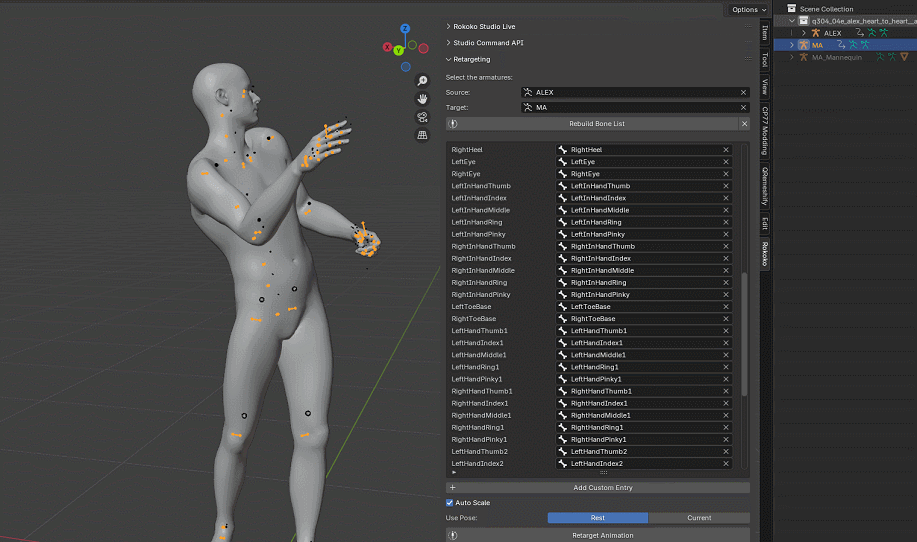 Options
Scene Collection
q304_04e_alex_heart_to_heart__a
ALEX
MA
MA_Mannequin
Z
X
Y
Item
Tool
View
CP77 Modding
QRemeshify
Edit
Rokoko
Rokoko Studio Live
Studio Command API
Retargeting
Select the armatures:
Source: ALEX
Target: MA
Rebuild Bone List
RightHeel RightHeel
LeftEye LeftEye
RightEye RightEye
LeftInHandThumb LeftInHandThumb
LeftInHandIndex LeftInHandIndex
LeftInHandMiddle LeftInHandMiddle
LeftInHandRing LeftInHandRing
LeftInHandPinky LeftInHandPinky
RightInHandThumb RightInHandThumb
RightInHandIndex RightInHandIndex
RightInHandMiddle RightInHandMiddle
RightInHandRing RightInHandRing
RightInHandPinky RightInHandPinky
LeftToeBase LeftToeBase
RightToeBase RightToeBase
LeftHandThumb1 LeftHandThumb1
LeftHandIndex1 LeftHandIndex1
LeftHandMiddle1 LeftHandMiddle1
LeftHandRing1 LeftHandRing1
LeftHandPinky1 LeftHandPinky1
RightHandThumb1 RightHandThumb1
RightHandIndex1 RightHandIndex1
RightHandMiddle1 RightHandMiddle1
RightHandRing1 RightHandRing1
RightHandPinky1 RightHandPinky1
LeftHandThumb2 LeftHandThumb2
LeftHandIndex2 LeftHandIndex2
Add Custom Entry
Auto Scale
Use Pose: Rest Current
Retarget Animation